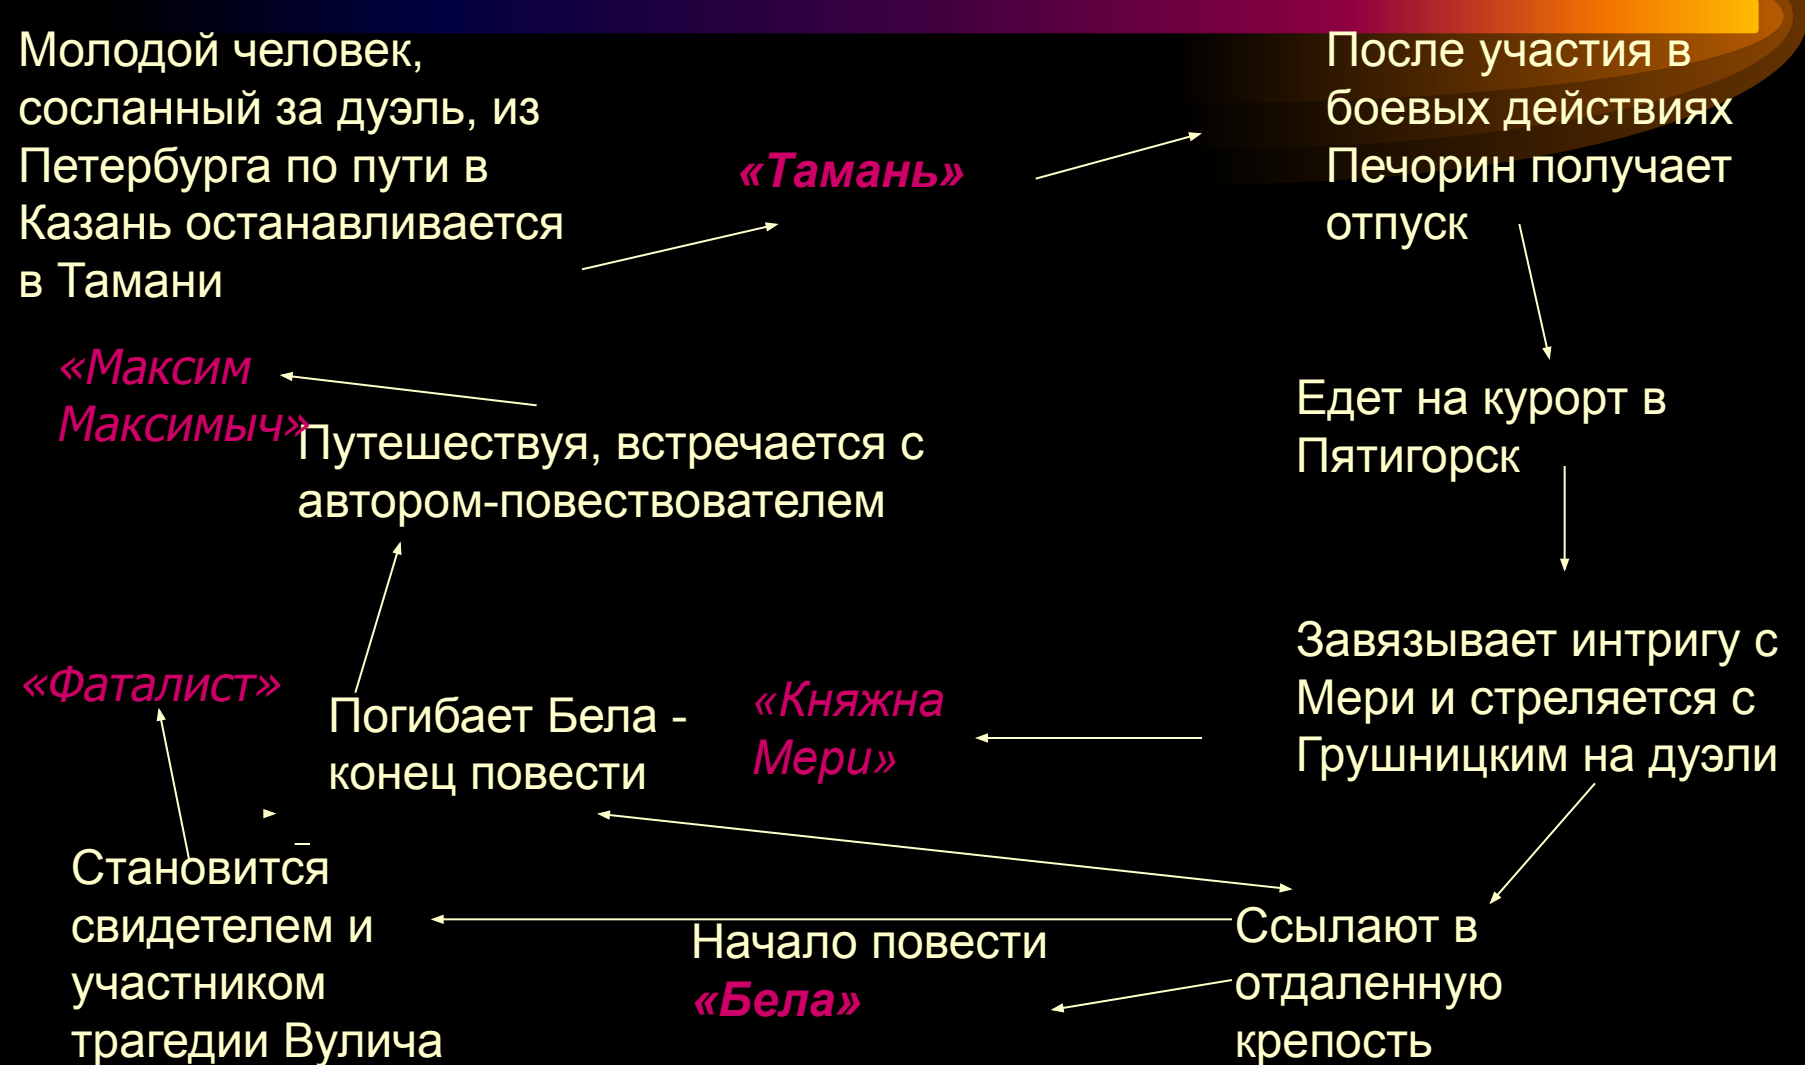 Молодой человек,
сосланный за дуэль, из
Петербурга по пути в
Казань останавливается
в Тамани
«Тамань»
После участия в
боевых действиях
Печорин получает
отпуск
Едет на курорт в
Пятигорск
Завязывает интригу с
Мери и стреляется с
Грушницким на дуэли
«Княжна
Мери»
Ссылают в
отдаленную
крепость
Начало повести
«Бела»
Становится
свидетелем и
участником
трагедии Вулича
«Фаталист»
Погибает Бела -
конец повести
Путешествуя, встречается с
автором-повествователем
«Максим
Максимыч»